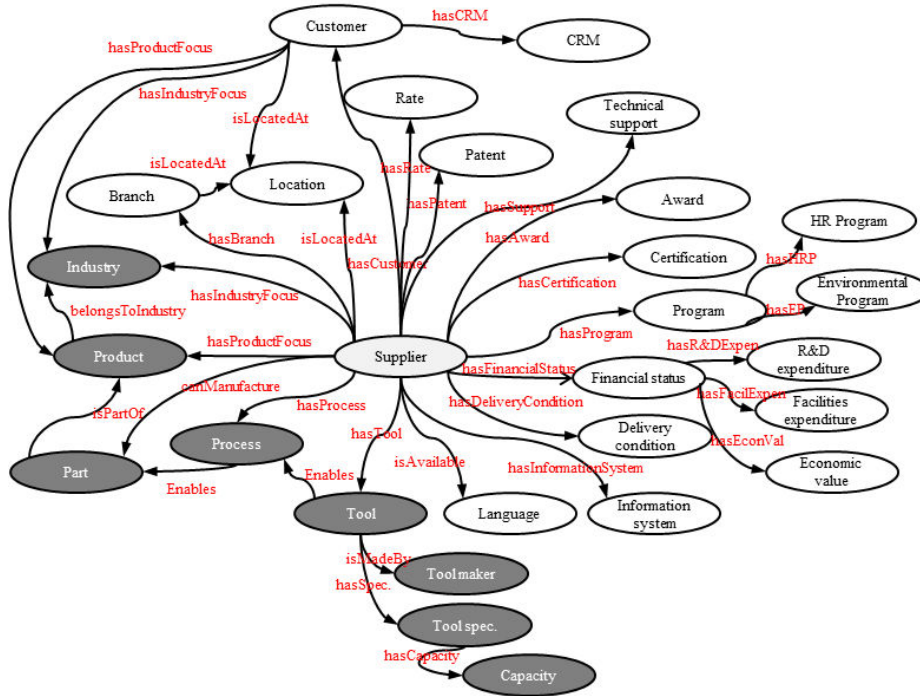 hasCRM
Customer
CRM
hasProductFocus
hasIndustryFocus
Rate
Technical
support
isLocatedAt
Patent
isLocatedAt
hasRate
Branch
Location
hasPatent
hasSupport
Award
HR Program
hasBranch
isLocatedAt
hasAward
hasCustomer
Industry
Certification
hasHRP
hasCertification
Environmental
Program
hasIndustryFocus
belongsToIndustry
Program
hasEP
hasProgram
hasProductFocus
hasR&DExpen
Product
Supplier
R&D
expenditure
hasFinancialStatus
Financial status
canManufacture
hasFacilExpen
isPartOf
hasProcess
hasDeliveryCondition
Facilities
expenditure
hasTool
Process
Delivery
condition
hasEconVal
isAvailable
Part
Enables
Enables
hasInformationSystem
Economic
value
Tool
Language
Information
system
isMadeBy
Tool maker
hasSpec.
Tool spec.
hasCapacity
Capacity